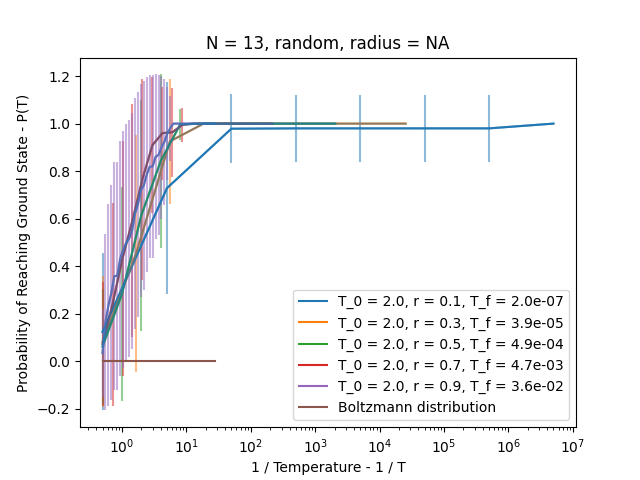 N = 13, random, radius = NA
Probability of Reaching Ground State - P(T)
1.2
1.0
0.8
0.6
0.4
0.2
0.0
−0.2
T_0 = 2.0, r = 0.1, T_f = 2.0e-07
T_0 = 2.0, r = 0.3, T_f = 3.9e-05
T_0 = 2.0, r = 0.5, T_f = 4.9e-04
T_0 = 2.0, r = 0.7, T_f = 4.7e-03
T_0 = 2.0, r = 0.9, T_f = 3.6e-02
Boltzmann distribution
10⁰ 10¹ 10² 10³ 10⁴ 10⁵ 10⁶ 10⁷
1 / Temperature - 1 / T